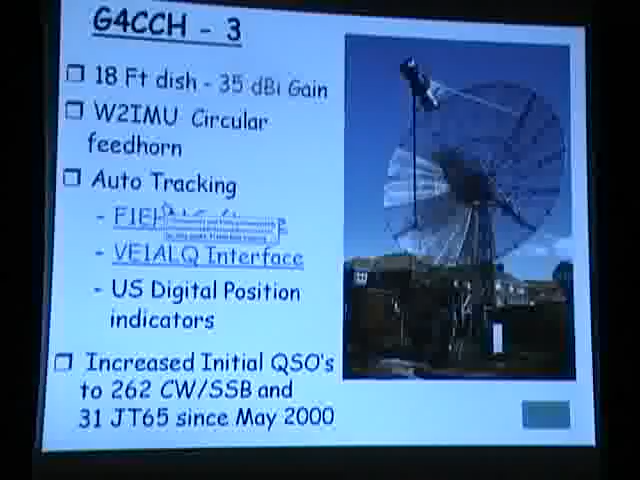 G4CCH - 3
❒ 18 Ft dish - 35 dBi Gain
❒ W2IMU Circular
feedhorn
❒ Auto Tracking
- F1EH
- VE1ALQ Interface
- US Digital Position
indicators
❒ Increased Initial QSO's
to 262 CW/SSB and
31 JT65 since May 2000